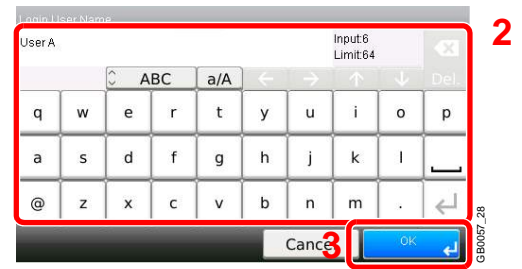 Login User Name
User A
Input:6
Limit:64
2
ABC a/A Del.
q w e r t y u i o p
a s d f g h j k l
@ z x c v b n m .
3
Cance OK
GB0057_28